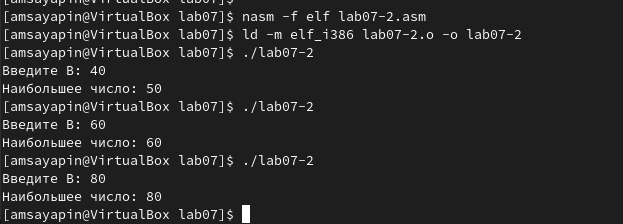 [amsayapin@VirtualBox lab07]$ nasm -f elf lab07-2.asm
[amsayapin@VirtualBox lab07]$ ld -m elf_i386 lab07-2.o -o lab07-2
[amsayapin@VirtualBox lab07]$ ./lab07-2
Введите В: 40
Наибольшее число: 50
[amsayapin@VirtualBox lab07]$ ./lab07-2
Введите В: 60
Наибольшее число: 60
[amsayapin@VirtualBox lab07]$ ./lab07-2
Введите В: 80
Наибольшее число: 80
[amsayapin@VirtualBox lab07]$